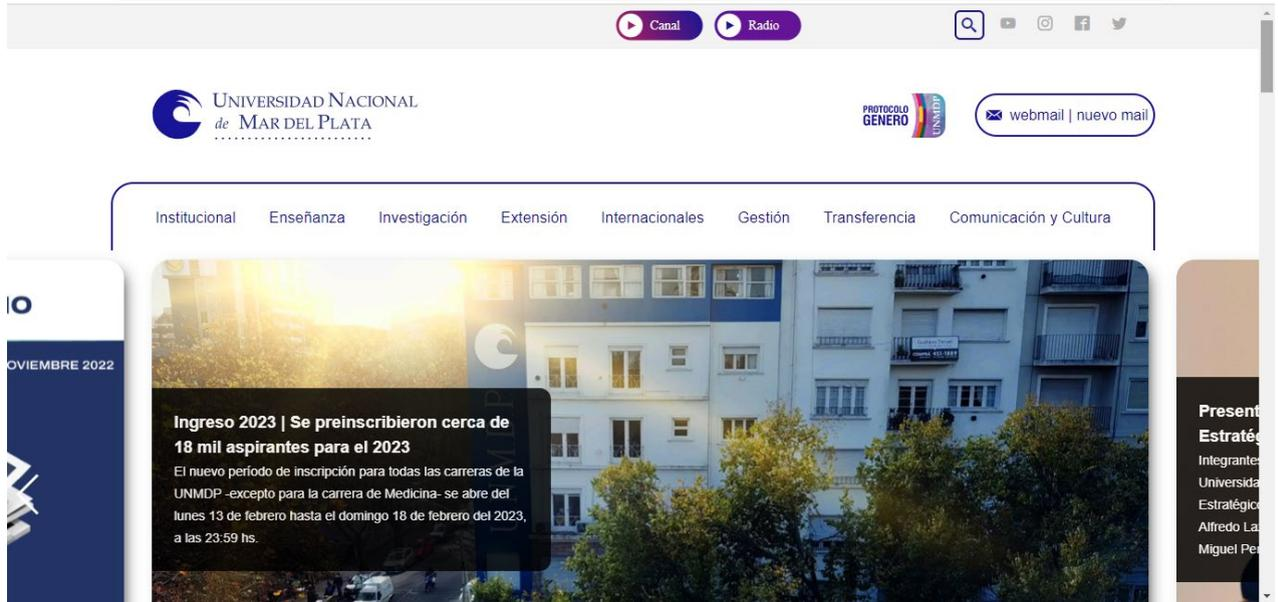 Canal
Radio
UNIVERSIDAD NACIONAL
de MAR DEL PLATA
PROTOCOLO
GENERO
UNMDP
webmail | nuevo mail
Institucional
Enseñanza
Investigación
Extensión
Internacionales
Gestión
Transferencia
Comunicación y Cultura
IO
OVIEMBRE 2022
Ingreso 2023 | Se preinscribieron cerca de
18 mil aspirantes para el 2023
El nuevo período de inscripción para todas las carreras de la
UNMDP -excepto para la carrera de Medicina- se abre del
lunes 13 de febrero hasta el domingo 18 de febrero del 2023,
a las 23:59 hs.
Present
Estratég
Integrantes
Universida
Estratégico
Alfredo La
Miguel Per